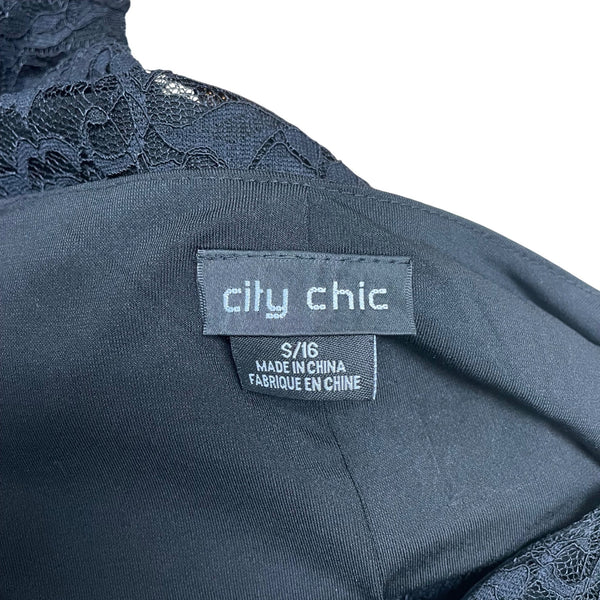 city chic
S/16
MADE IN CHINA
FABRIQUE EN CHINE